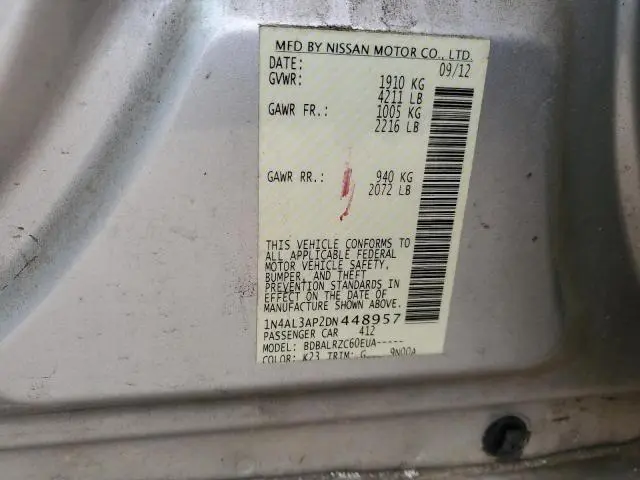 MFD BY NISSAN MOTOR CO., LTD.
DATE: 09/12
GVWR: 1910 KG
4211 LB
GAWR FR.: 1005 KG
2216 LB
GAWR RR.: 940 KG
2072 LB
THIS VEHICLE CONFORMS TO
ALL APPLICABLE FEDERAL
MOTOR VEHICLE SAFETY,
BUMPER, AND THEFT
PREVENTION STANDARDS IN
EFFECT ON THE DATE OF
MANUFACTURE SHOWN ABOVE.
1N4AL3AP2DN448957
PASSENGER CAR 412
MODEL: BDBALRZC60EUA-----
COLOR: K23 TRIM: G 9N00A